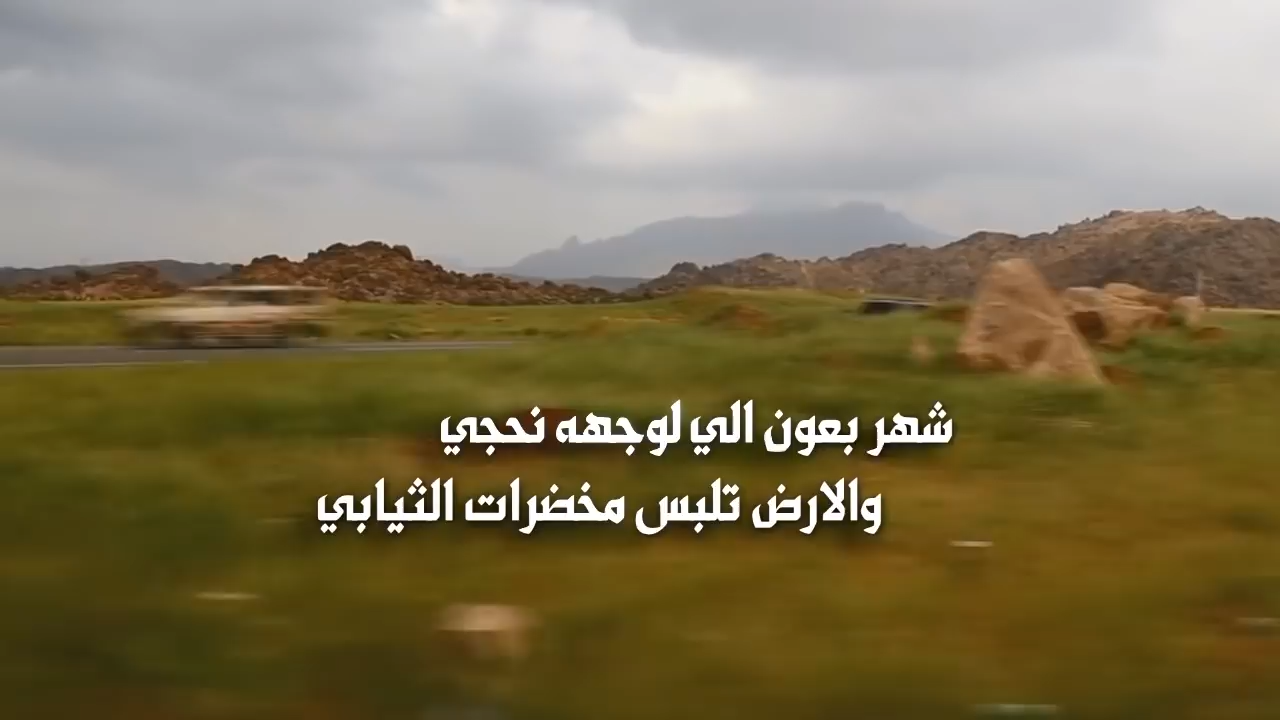 شهر بعون الي لوجهه نحجي
والارض تلبس مخضرات الثيابي